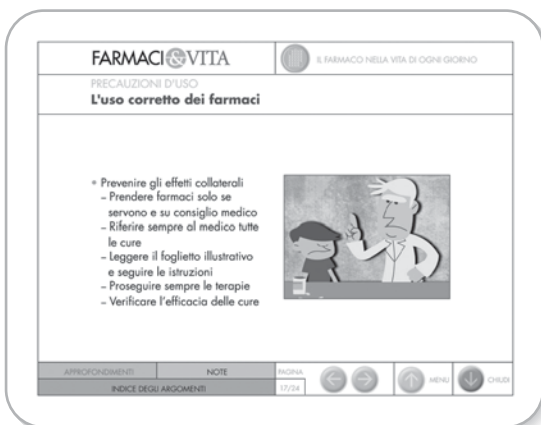 FARMACI&VITA
IL FARMACO NELLA VITA DI OGNI GIORNO
PRECAUZIONI D'USO
L'uso corretto dei farmaci
• Prevenire gli effetti collaterali
– Prendere farmaci solo se
servono e su consiglio medico
– Riferire sempre al medico tutte
le cure
– Leggere il foglietto illustrativo
e seguire le istruzioni
– Proseguire sempre le terapie
– Verificare l'efficacia delle cure
APPROFONDIMENTI
NOTE
INDICE DEGLI ARGOMENTI
PAGINA
17/24
MENU
CHIUDI